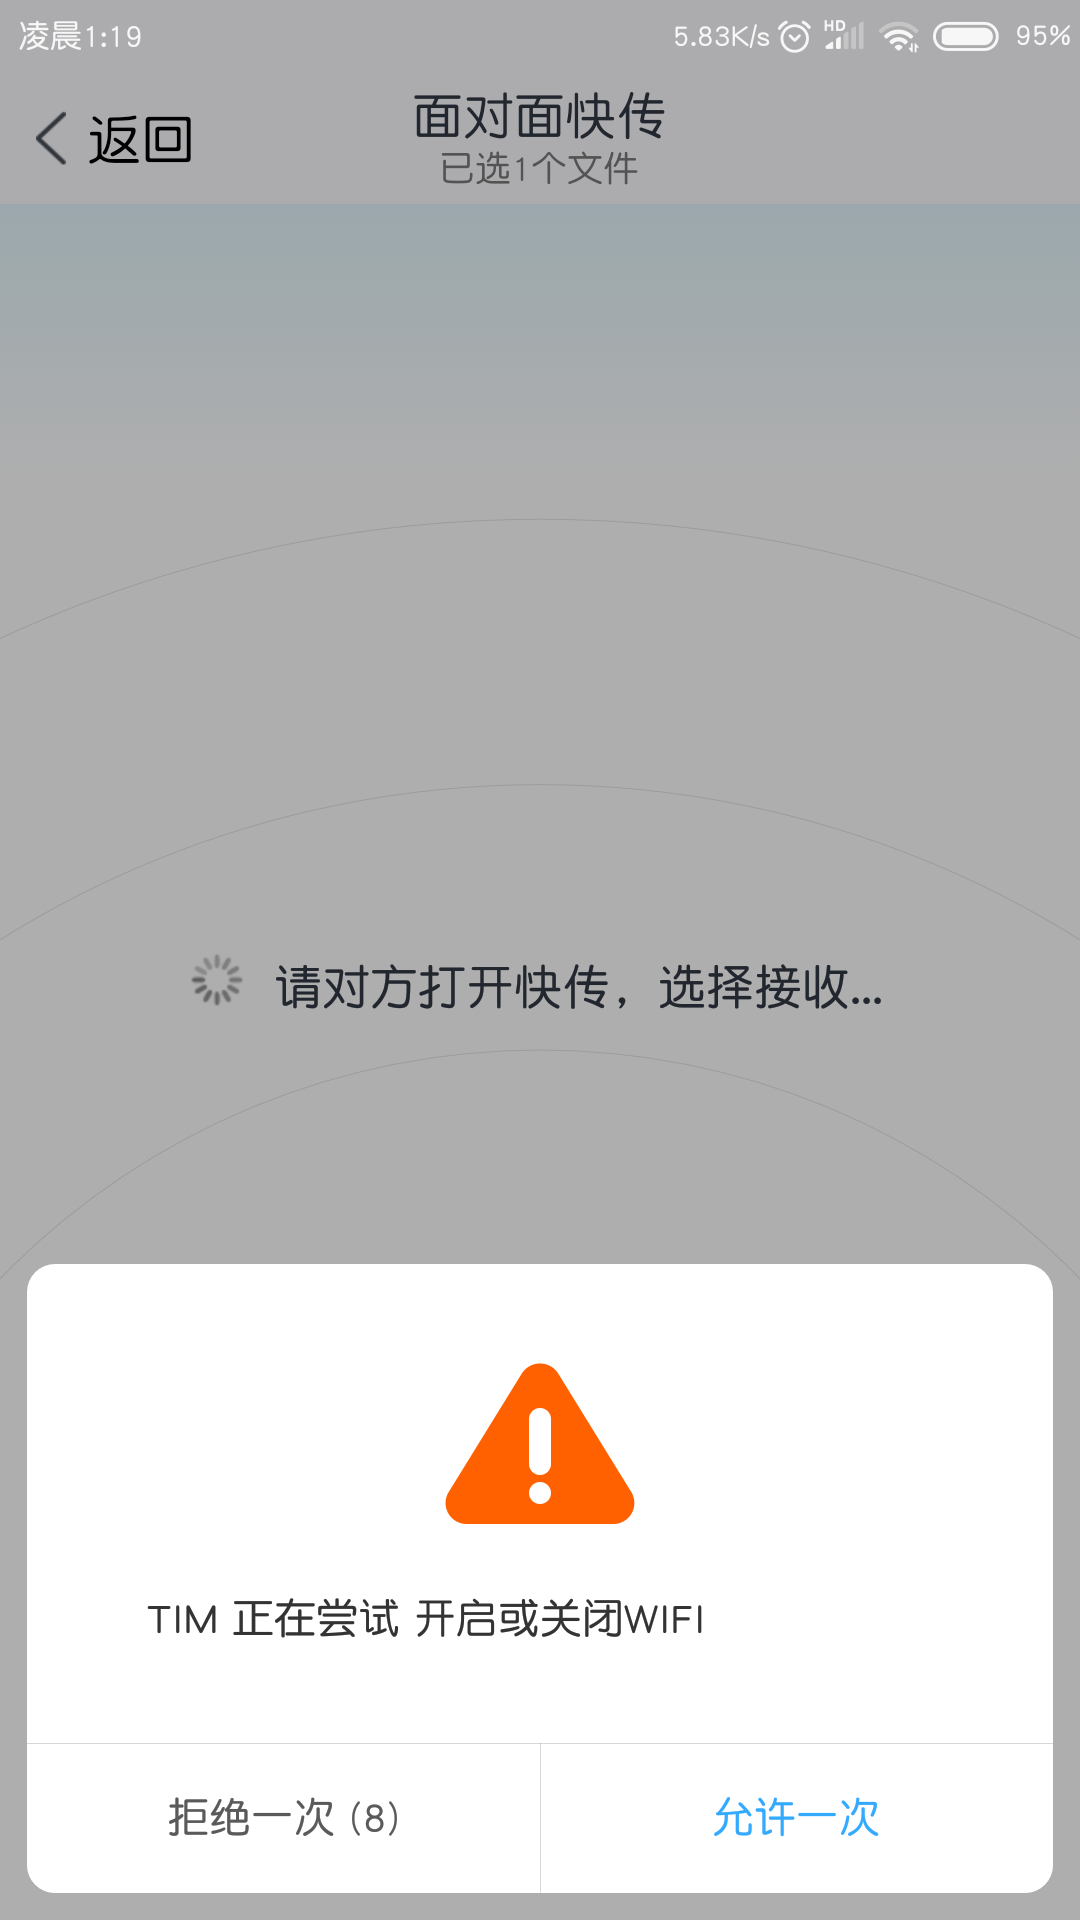 凌晨1:19
5.83K/s HD 95%
返回
面对面快传
已选1个文件
请对方打开快传，选择接收...
TIM 正在尝试 开启或关闭WIFI
拒绝一次 (8)
允许一次